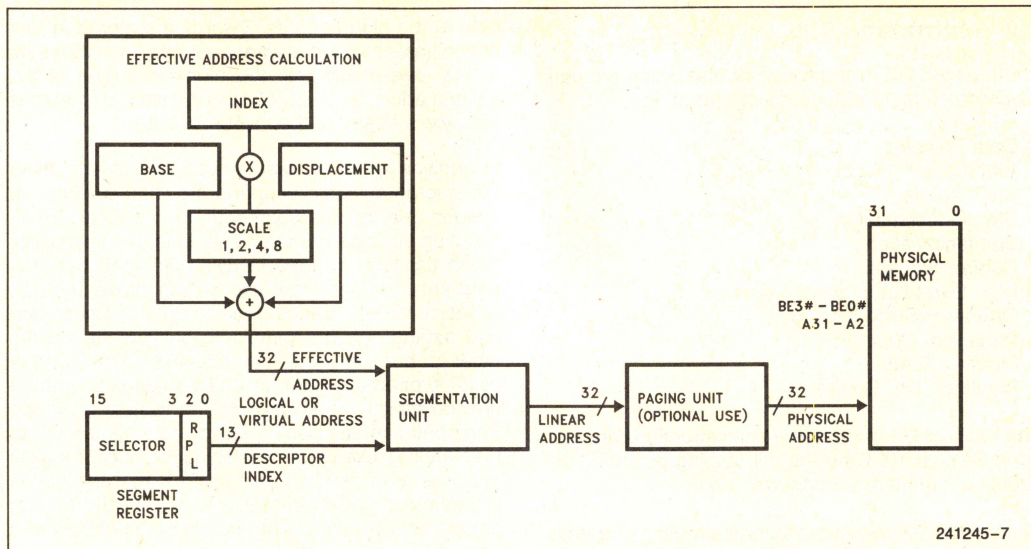 EFFECTIVE ADDRESS CALCULATION
INDEX
BASE
X
DISPLACEMENT
SCALE
1, 2, 4, 8
+
32
EFFECTIVE
ADDRESS
LOGICAL OR
VIRTUAL ADDRESS
15 3 2 0
SELECTOR
R
P
L
SEGMENT
REGISTER
13
DESCRIPTOR
INDEX
SEGMENTATION
UNIT
32
LINEAR
ADDRESS
PAGING UNIT
(OPTIONAL USE)
32
PHYSICAL
ADDRESS
31 0
PHYSICAL
MEMORY
BE3# – BE0#
A31 – A2
241245–7